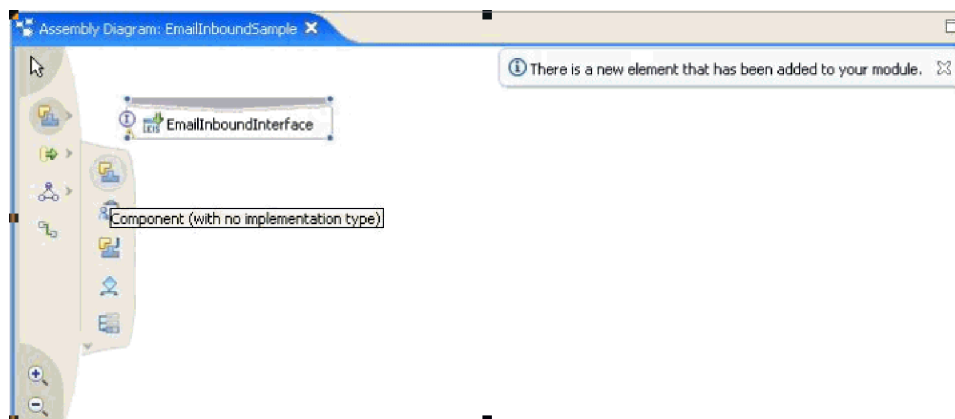 Assembly Diagram: EmailInboundSample
There is a new element that has been added to your module.
EmailInboundInterface
Component (with no implementation type)